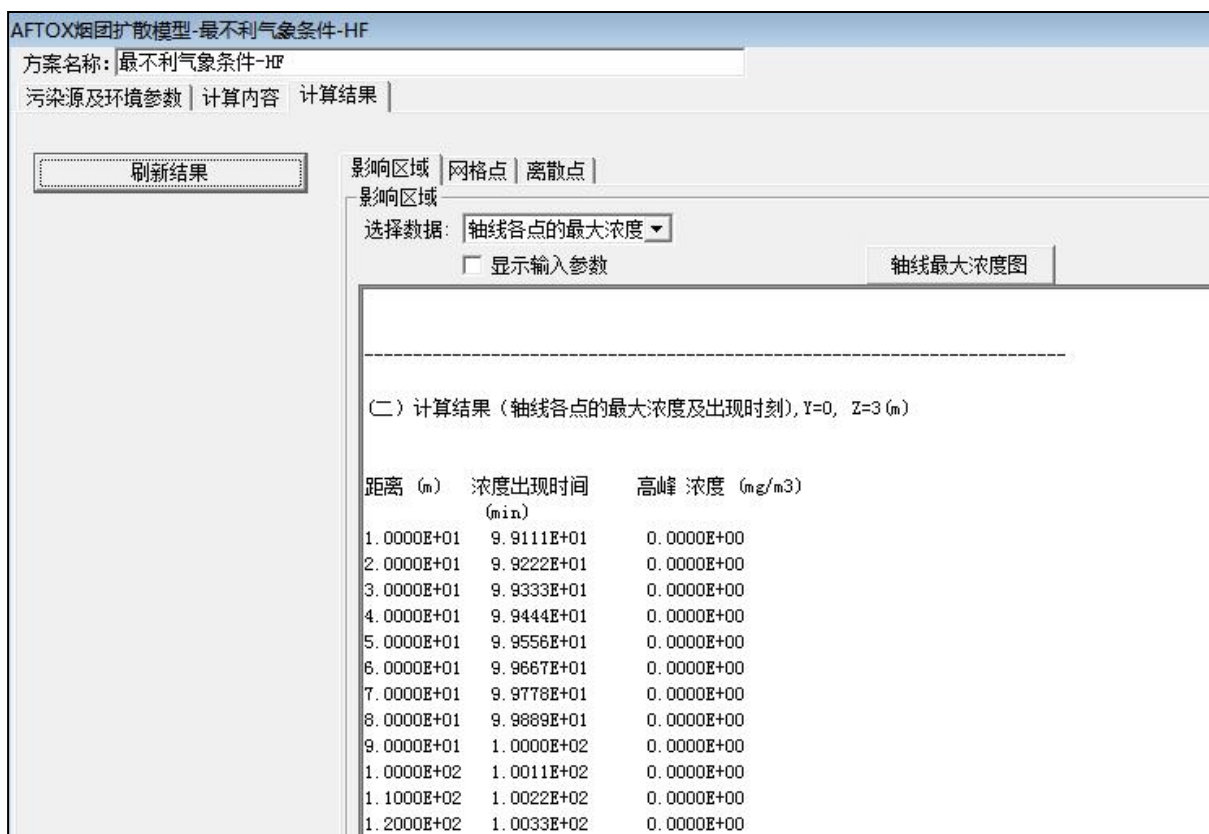 AFTOX烟团扩散模型-最不利气象条件-HF
方案名称: 最不利气象条件-HF
污染源及环境参数 计算内容 计算结果
刷新结果
影响区域 网格点 离散点
影响区域
选择数据: 轴线各点的最大浓度
显示输入参数 轴线最大浓度图
(二) 计算结果 (轴线各点的最大浓度及出现时刻), Y=0, Z=3(m)
距离 (m) 浓度出现时间 高峰 浓度 (mg/m3)
(min)
1.0000E+01 9.9111E+01 0.0000E+00
2.0000E+01 9.9222E+01 0.0000E+00
3.0000E+01 9.9333E+01 0.0000E+00
4.0000E+01 9.9444E+01 0.0000E+00
5.0000E+01 9.9556E+01 0.0000E+00
6.0000E+01 9.9667E+01 0.0000E+00
7.0000E+01 9.9778E+01 0.0000E+00
8.0000E+01 9.9889E+01 0.0000E+00
9.0000E+01 1.0000E+02 0.0000E+00
1.0000E+02 1.0011E+02 0.0000E+00
1.1000E+02 1.0022E+02 0.0000E+00
1.2000E+02 1.0033E+02 0.0000E+00